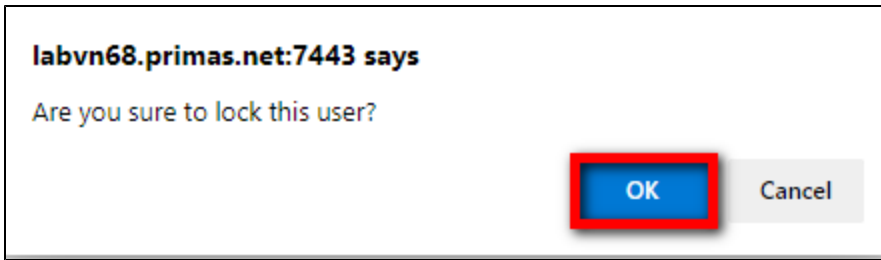 labvn68.primas.net:7443 says
Are you sure to lock this user?
OK Cancel